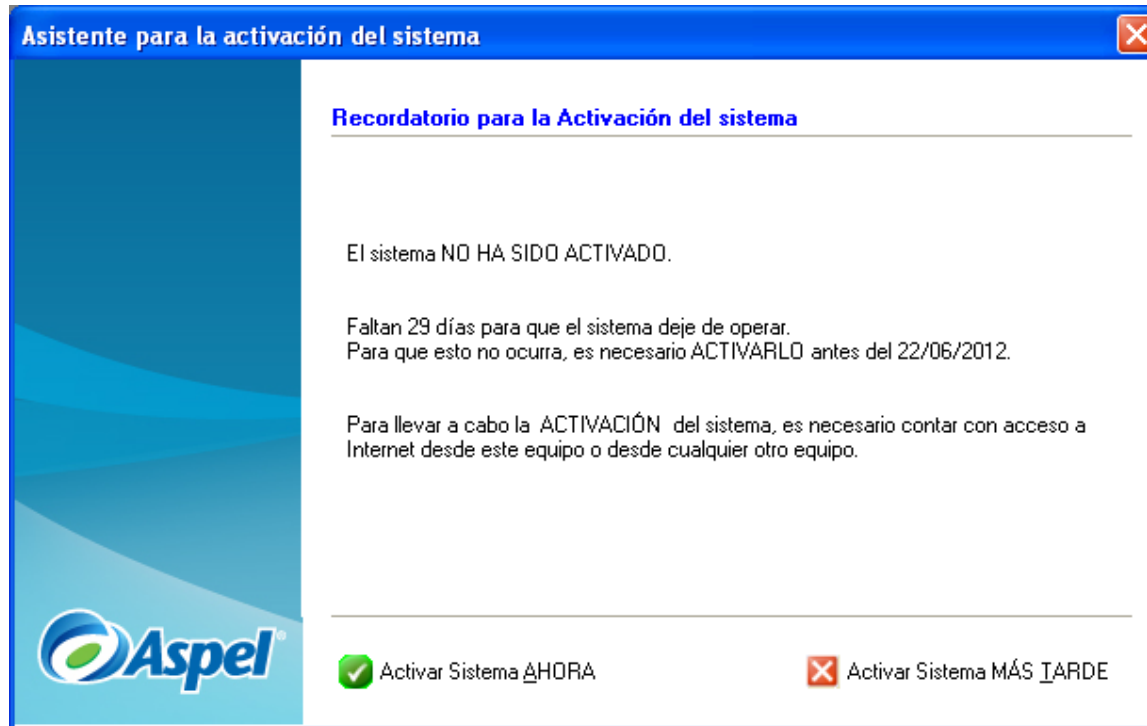 Asistente para la activación del sistema
Recordatorio para la Activación del sistema
El sistema NO HA SIDO ACTIVADO.
Faltan 29 días para que el sistema deje de operar.
Para que esto no ocurra, es necesario ACTIVARLO antes del 22/06/2012.
Para llevar a cabo la ACTIVACIÓN del sistema, es necesario contar con acceso a
Internet desde este equipo o desde cualquier otro equipo.
Aspel®
Activar Sistema AHORA
Activar Sistema MÁS TARDE